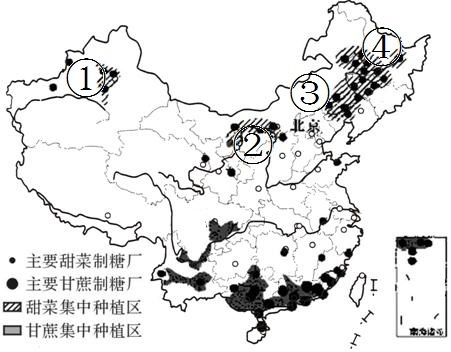 ①
④
③
北京
②
主要甜菜制糖厂
主要甘蔗制糖厂
甜菜集中种植区
甘蔗集中种植区